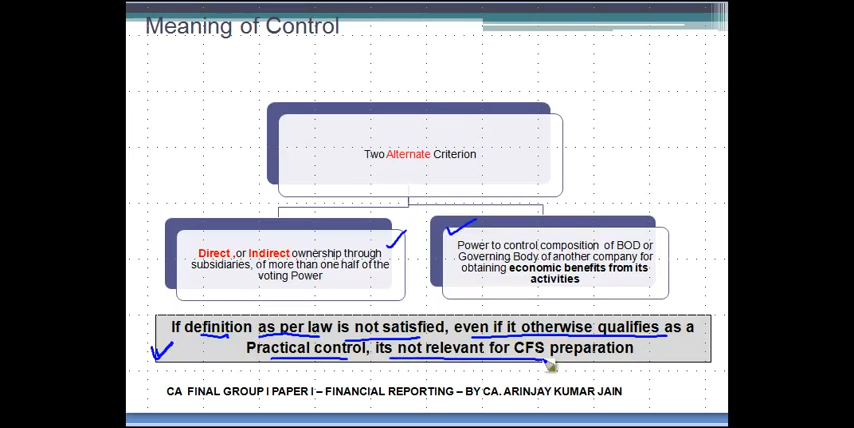 Meaning of Control
Two Alternate Criterion
Direct ,or Indirect ownership through
subsidiaries, of more than one half of the
voting Power
Power to control composition of BOD or
Governing Body of another company for
obtaining economic benefits from its
activities
If definition as per law is not satisfied, even if it otherwise qualifies as a
Practical control, its not relevant for CFS preparation
CA FINAL GROUP I PAPER I – FINANCIAL REPORTING – BY CA. ARINJAY KUMAR JAIN